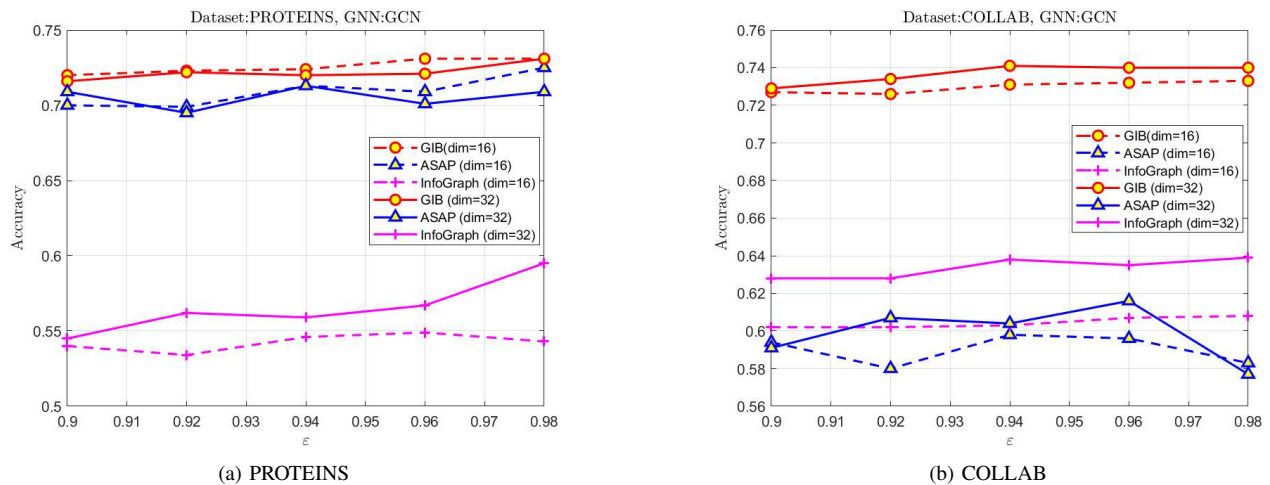 Dataset:PROTEINS, GNN:GCN
0.75
0.7
0.65
0.6
0.55
0.5
Accuracy
GIB(dim=16)
ASAP (dim=16)
InfoGraph (dim=16)
GIB (dim=32)
ASAP (dim=32)
InfoGraph (dim=32)
0.9 0.91 0.92 0.93 0.94 0.95 0.96 0.97 0.98
ε
(a) PROTEINS
Dataset:COLLAB, GNN:GCN
0.76
0.74
0.72
0.7
0.68
0.66
0.64
0.62
0.6
0.58
0.56
Accuracy
GIB(dim=16)
ASAP (dim=16)
InfoGraph (dim=16)
GIB (dim=32)
ASAP (dim=32)
InfoGraph (dim=32)
0.9 0.91 0.92 0.93 0.94 0.95 0.96 0.97 0.98
ε
(b) COLLAB